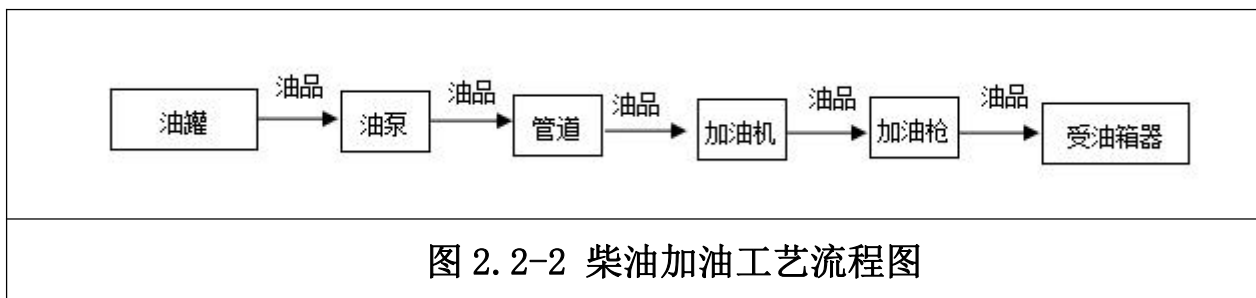 油品 油品 油品 油品 油品
油罐 油泵 管道 加油机 加油枪 受油箱器
图 2.2-2 柴油加油工艺流程图